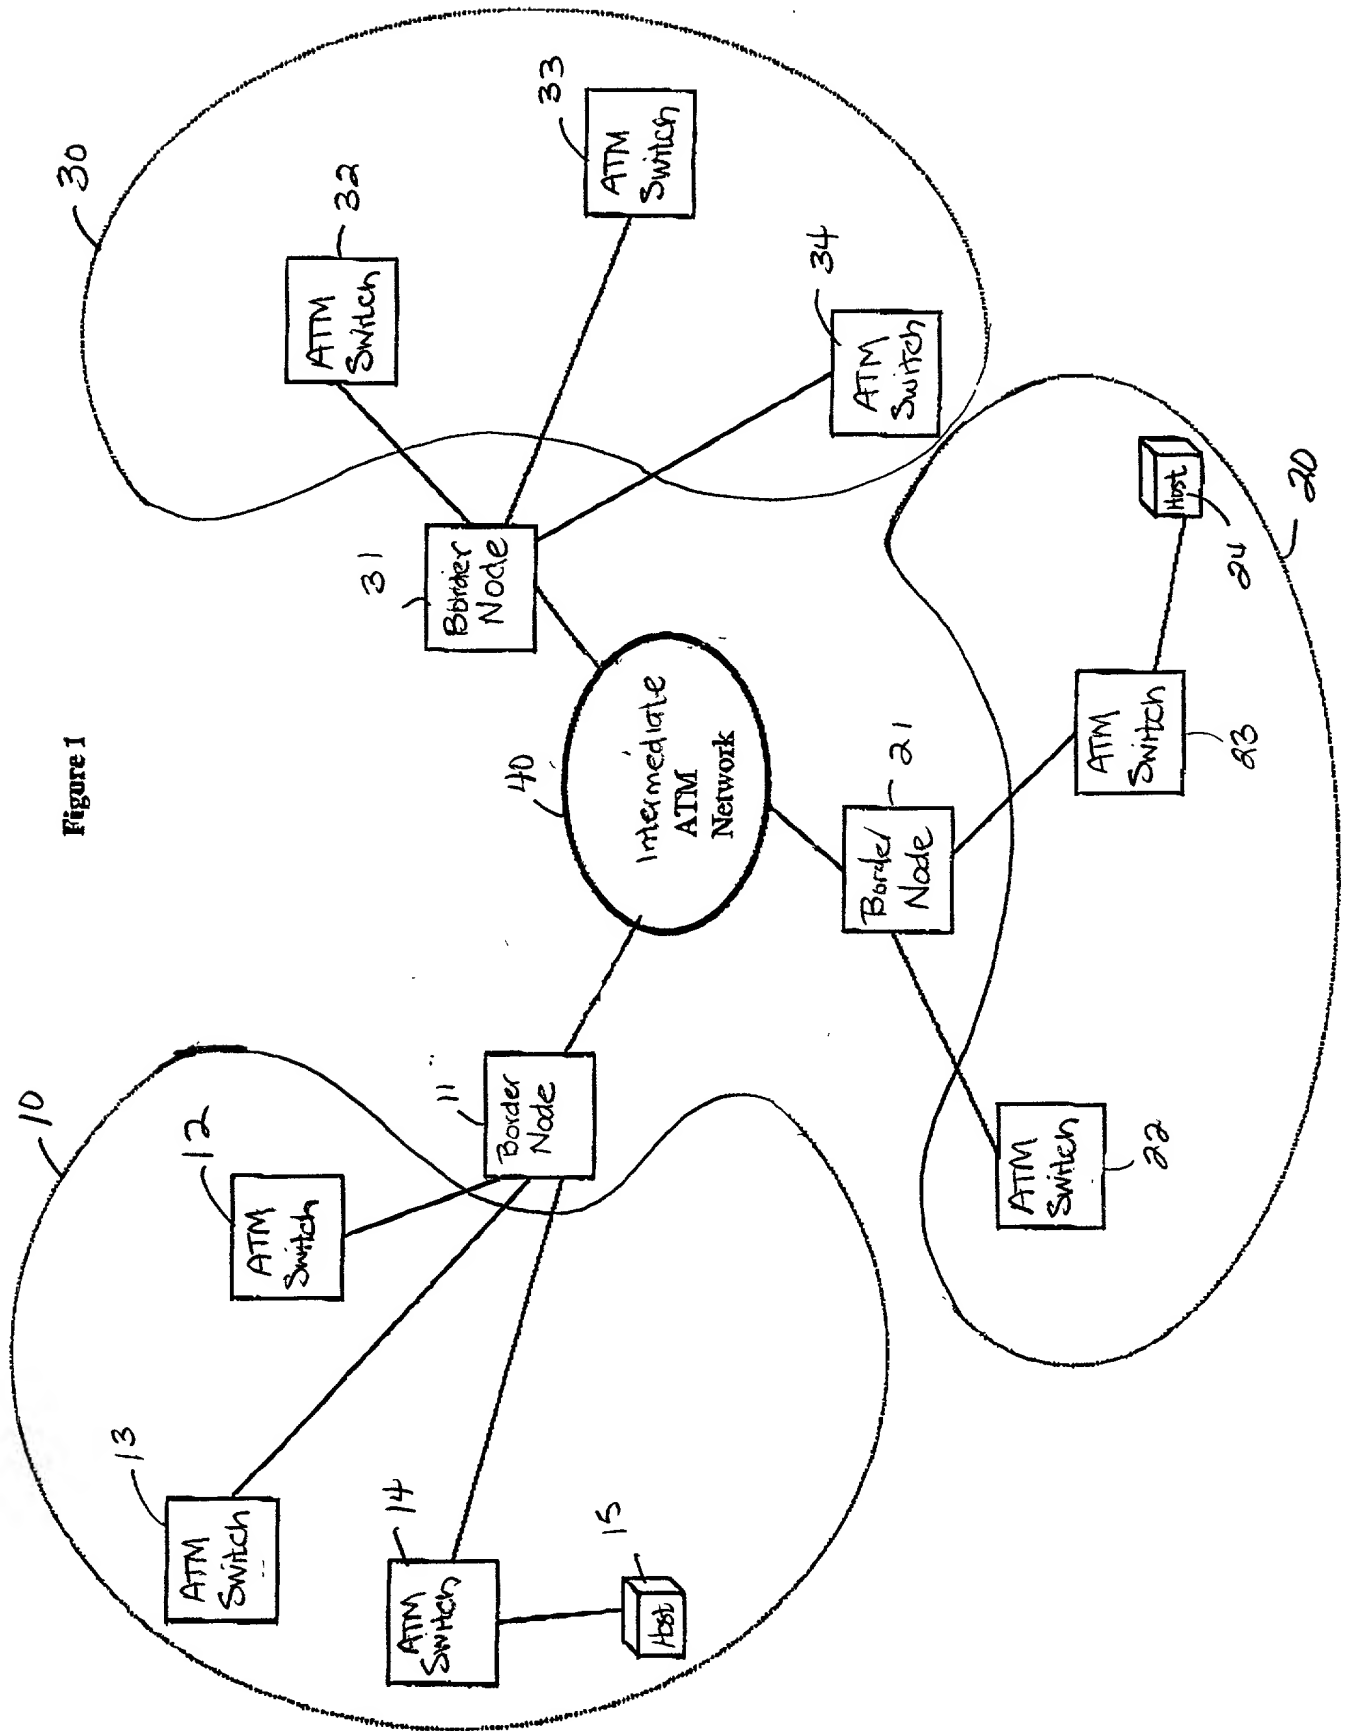 Figure 1
10
13
ATM
Switch
12
ATM
Switch
14
ATM
Switch
15
Host
11
Border
Node
40
Intermediate
ATM
Network
30
31
Border
Node
32
ATM
Switch
33
ATM
Switch
34
ATM
Switch
21
Border
Node
22
ATM
Switch
23
ATM
Switch
24
Host
20